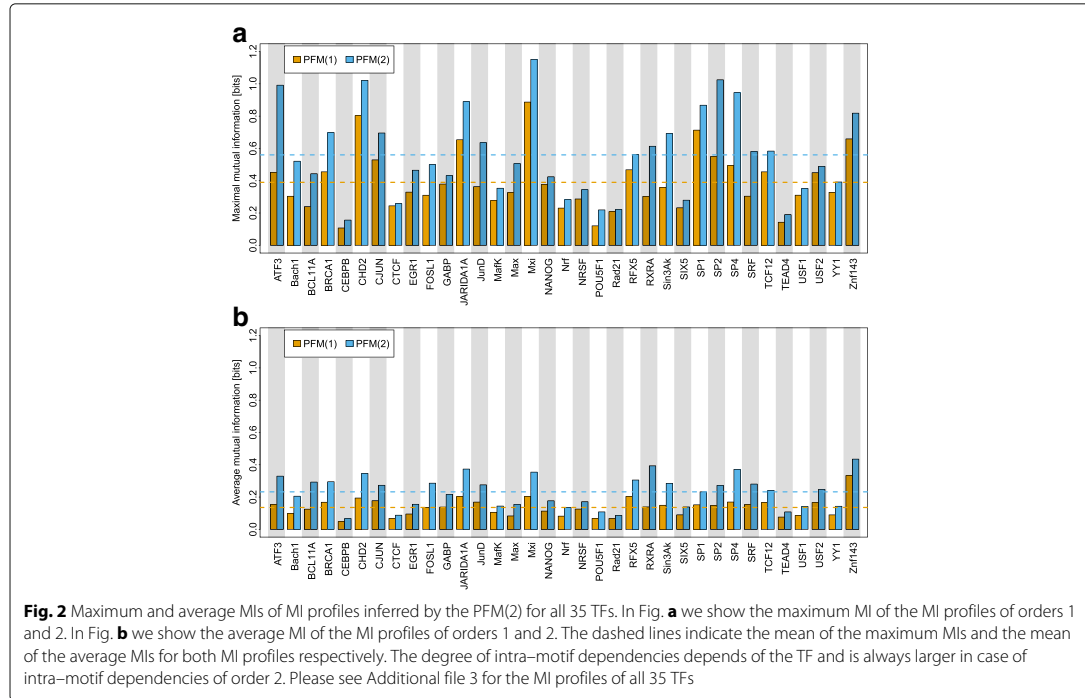 a
PFM(1) PFM(2)
Maximal mutual information [bits]
0.0 0.2 0.4 0.6 0.8 1.0 1.2
ATF3 Bach1 BCL11A BRCA1 CEBPB CHD2 CJUN CTCF EGR1 FOSL1 GABP JARIDA1A JunD MafK Max Mxi NANOG Nrf NRSF POU5F1 Rad21 RFX5 RXRA Sin3Ak SIX5 SP1 SP2 SP4 SRF TCF12 TEAD4 USF1 USF2 YY1 Znf143
b
PFM(1) PFM(2)
Average mutual information [bits]
0.0 0.2 0.4 0.6 0.8 1.0 1.2
ATF3 Bach1 BCL11A BRCA1 CEBPB CHD2 CJUN CTCF EGR1 FOSL1 GABP JARIDA1A JunD MafK Max Mxi NANOG Nrf NRSF POU5F1 Rad21 RFX5 RXRA Sin3Ak SIX5 SP1 SP2 SP4 SRF TCF12 TEAD4 USF1 USF2 YY1 Znf143
Fig. 2 Maximum and average MIs of MI profiles inferred by the PFM(2) for all 35 TFs. In Fig. a we show the maximum MI of the MI profiles of orders 1
and 2. In Fig. b we show the average MI of the MI profiles of orders 1 and 2. The dashed lines indicate the mean of the maximum MIs and the mean
of the average MIs for both MI profiles respectively. The degree of intra–motif dependencies depends of the TF and is always larger in case of
intra–motif dependencies of order 2. Please see Additional file 3 for the MI profiles of all 35 TFs